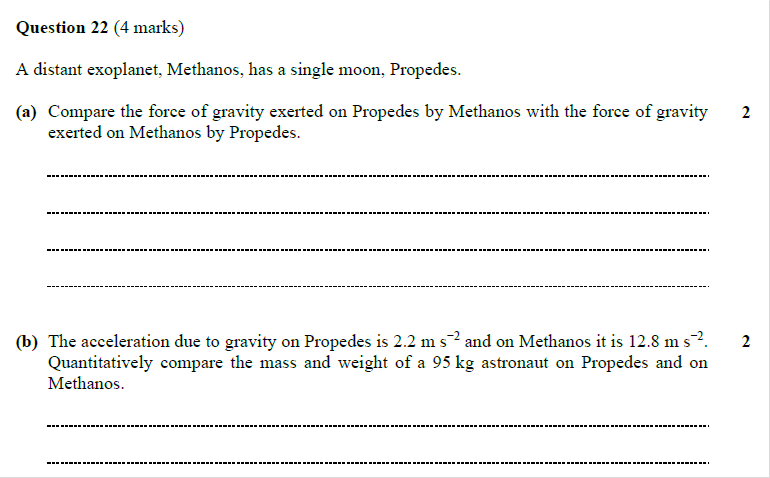 Question 22 (4 marks)
A distant exoplanet, Methanos, has a single moon, Propedes.
(a) Compare the force of gravity exerted on Propedes by Methanos with the force of gravity 2
exerted on Methanos by Propedes.
(b) The acceleration due to gravity on Propedes is 2.2 m s⁻² and on Methanos it is 12.8 m s⁻². 2
Quantitatively compare the mass and weight of a 95 kg astronaut on Propedes and on
Methanos.